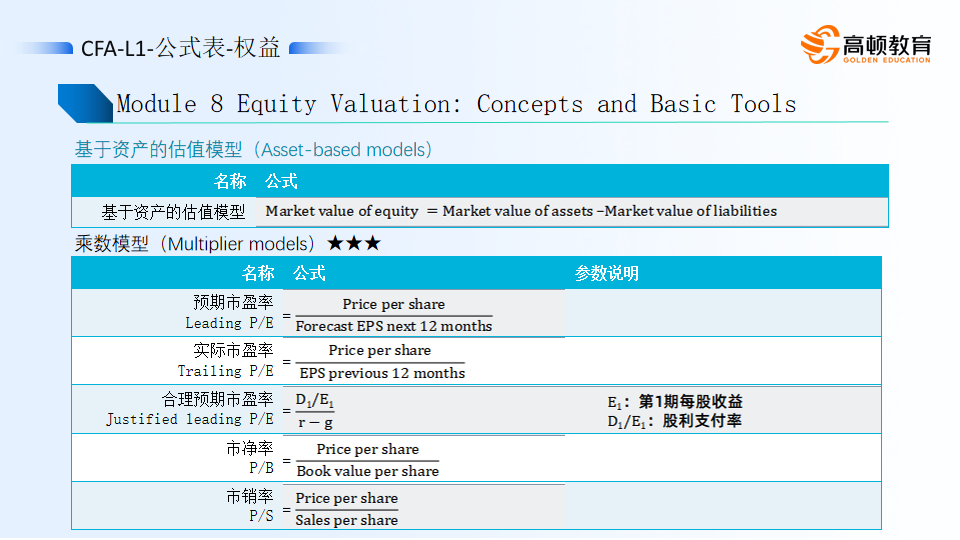 CFA-L1-公式表-权益
高顿教育
GOLDEN EDUCATION
Module 8 Equity Valuation: Concepts and Basic Tools
基于资产的估值模型（Asset-based models）
名称 公式
基于资产的估值模型 Market value of equity = Market value of assets –Market value of liabilities
乘数模型（Multiplier models）★★★
名称 公式 参数说明
预期市盈率
Leading P/E
= Price per share
Forecast EPS next 12 months
实际市盈率
Trailing P/E
= Price per share
EPS previous 12 months
合理预期市盈率
Justified leading P/E
= D₁/E₁
r − g
E₁：第1期每股收益
D₁/E₁：股利支付率
市净率
P/B
= Price per share
Book value per share
市销率
P/S
= Price per share
Sales per share